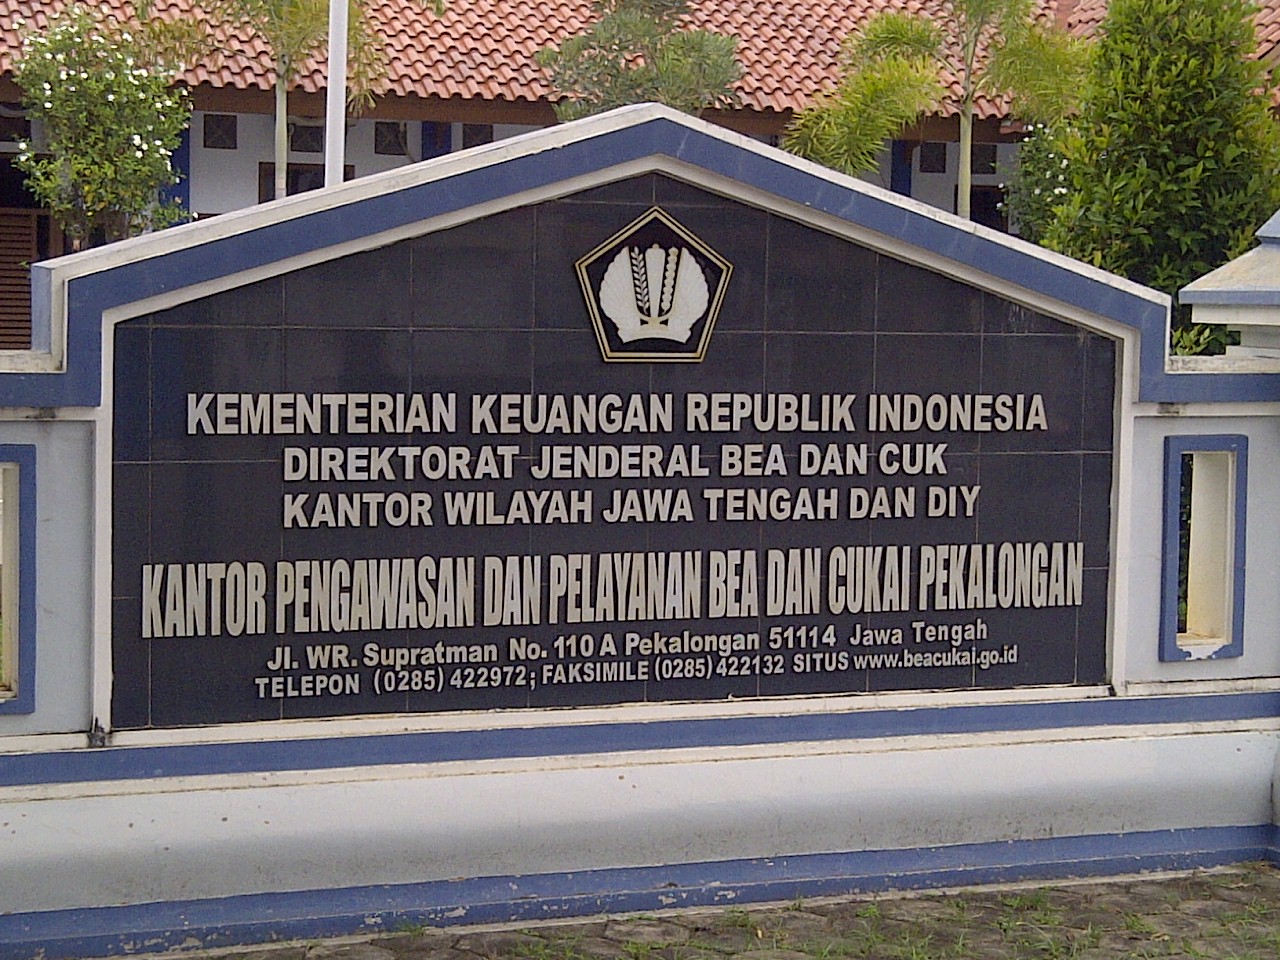 KEMENTERIAN KEUANGAN REPUBLIK INDONESIA
DIREKTORAT JENDERAL BEA DAN CUK
KANTOR WILAYAH JAWA TENGAH DAN DIY
KANTOR PENGAWASAN DAN PELAYANAN BEA DAN CUKAI PEKALONGAN
Jl. WR. Supratman No. 110 A Pekalongan 51114 Jawa Tengah
TELEPON (0285) 422972; FAKSIMILE (0285) 422132 SITUS www.beacukai.go.id